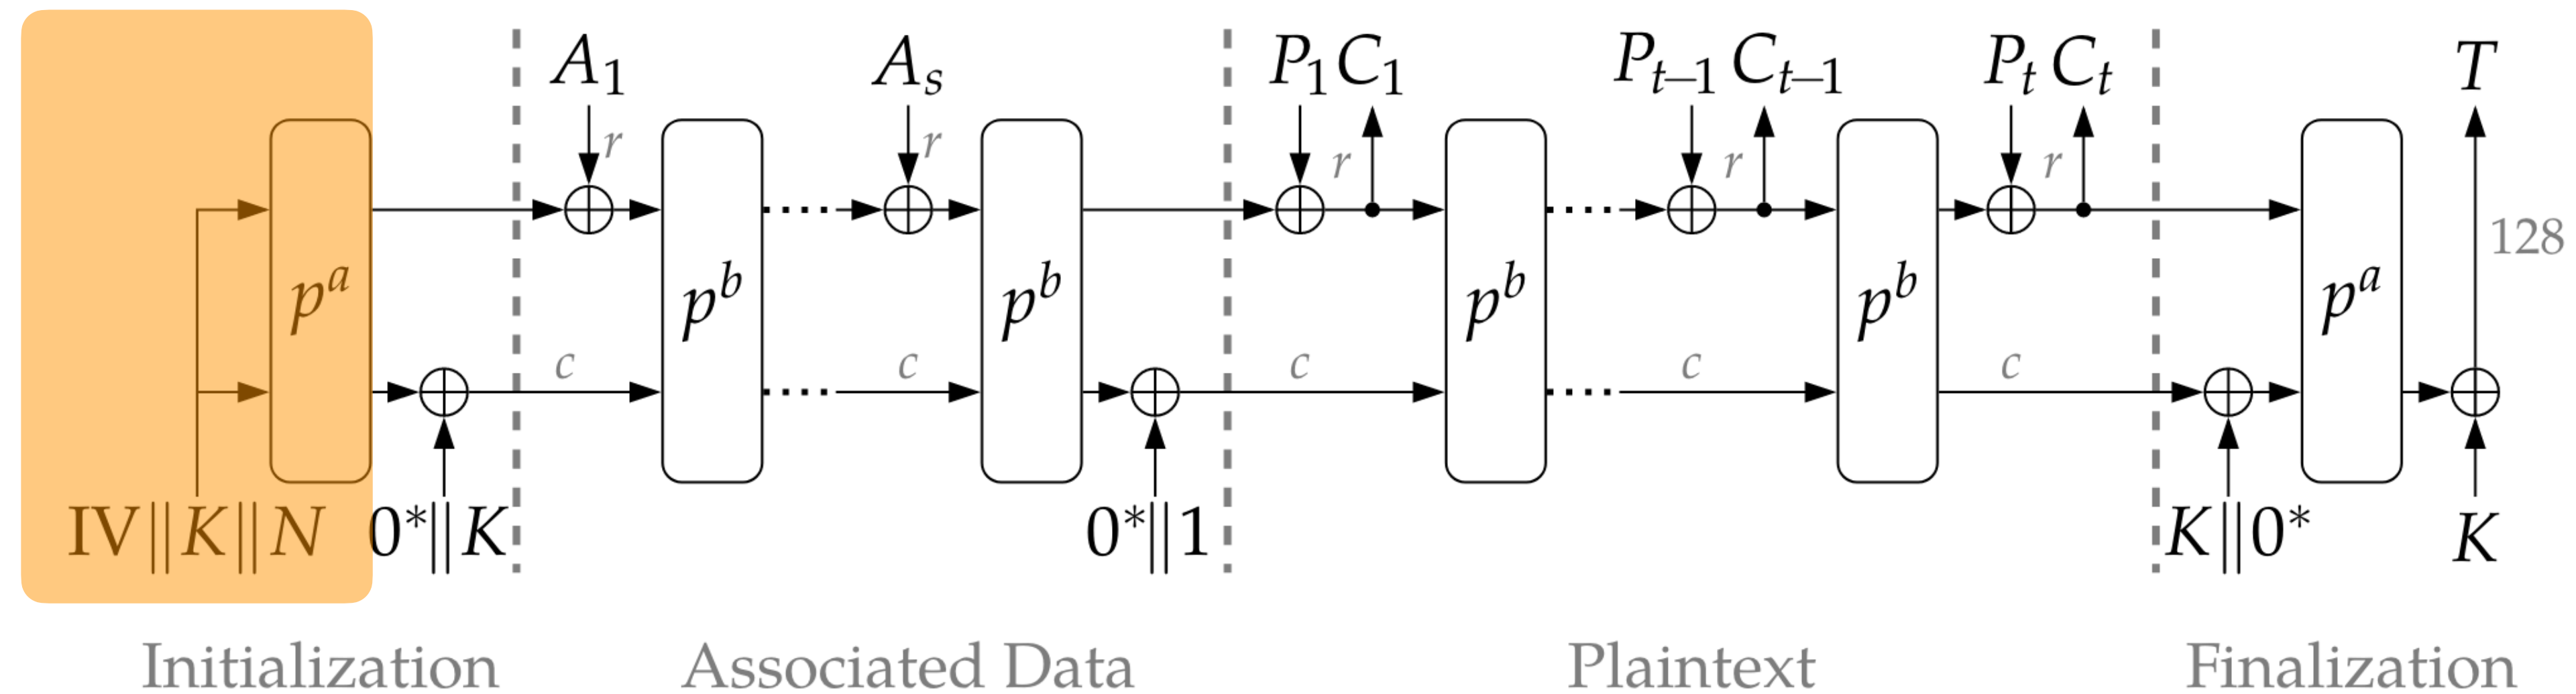 A₁ Aₛ P₁ C₁ Pₜ₋₁ Cₜ₋₁ Pₜ Cₜ T
r r r r r
pᵃ pᵇ pᵇ pᵇ pᵇ pᵃ 128
c c c c c
IV‖K‖N 0*‖K 0*‖1 K‖0* K
Initialization Associated Data Plaintext Finalization